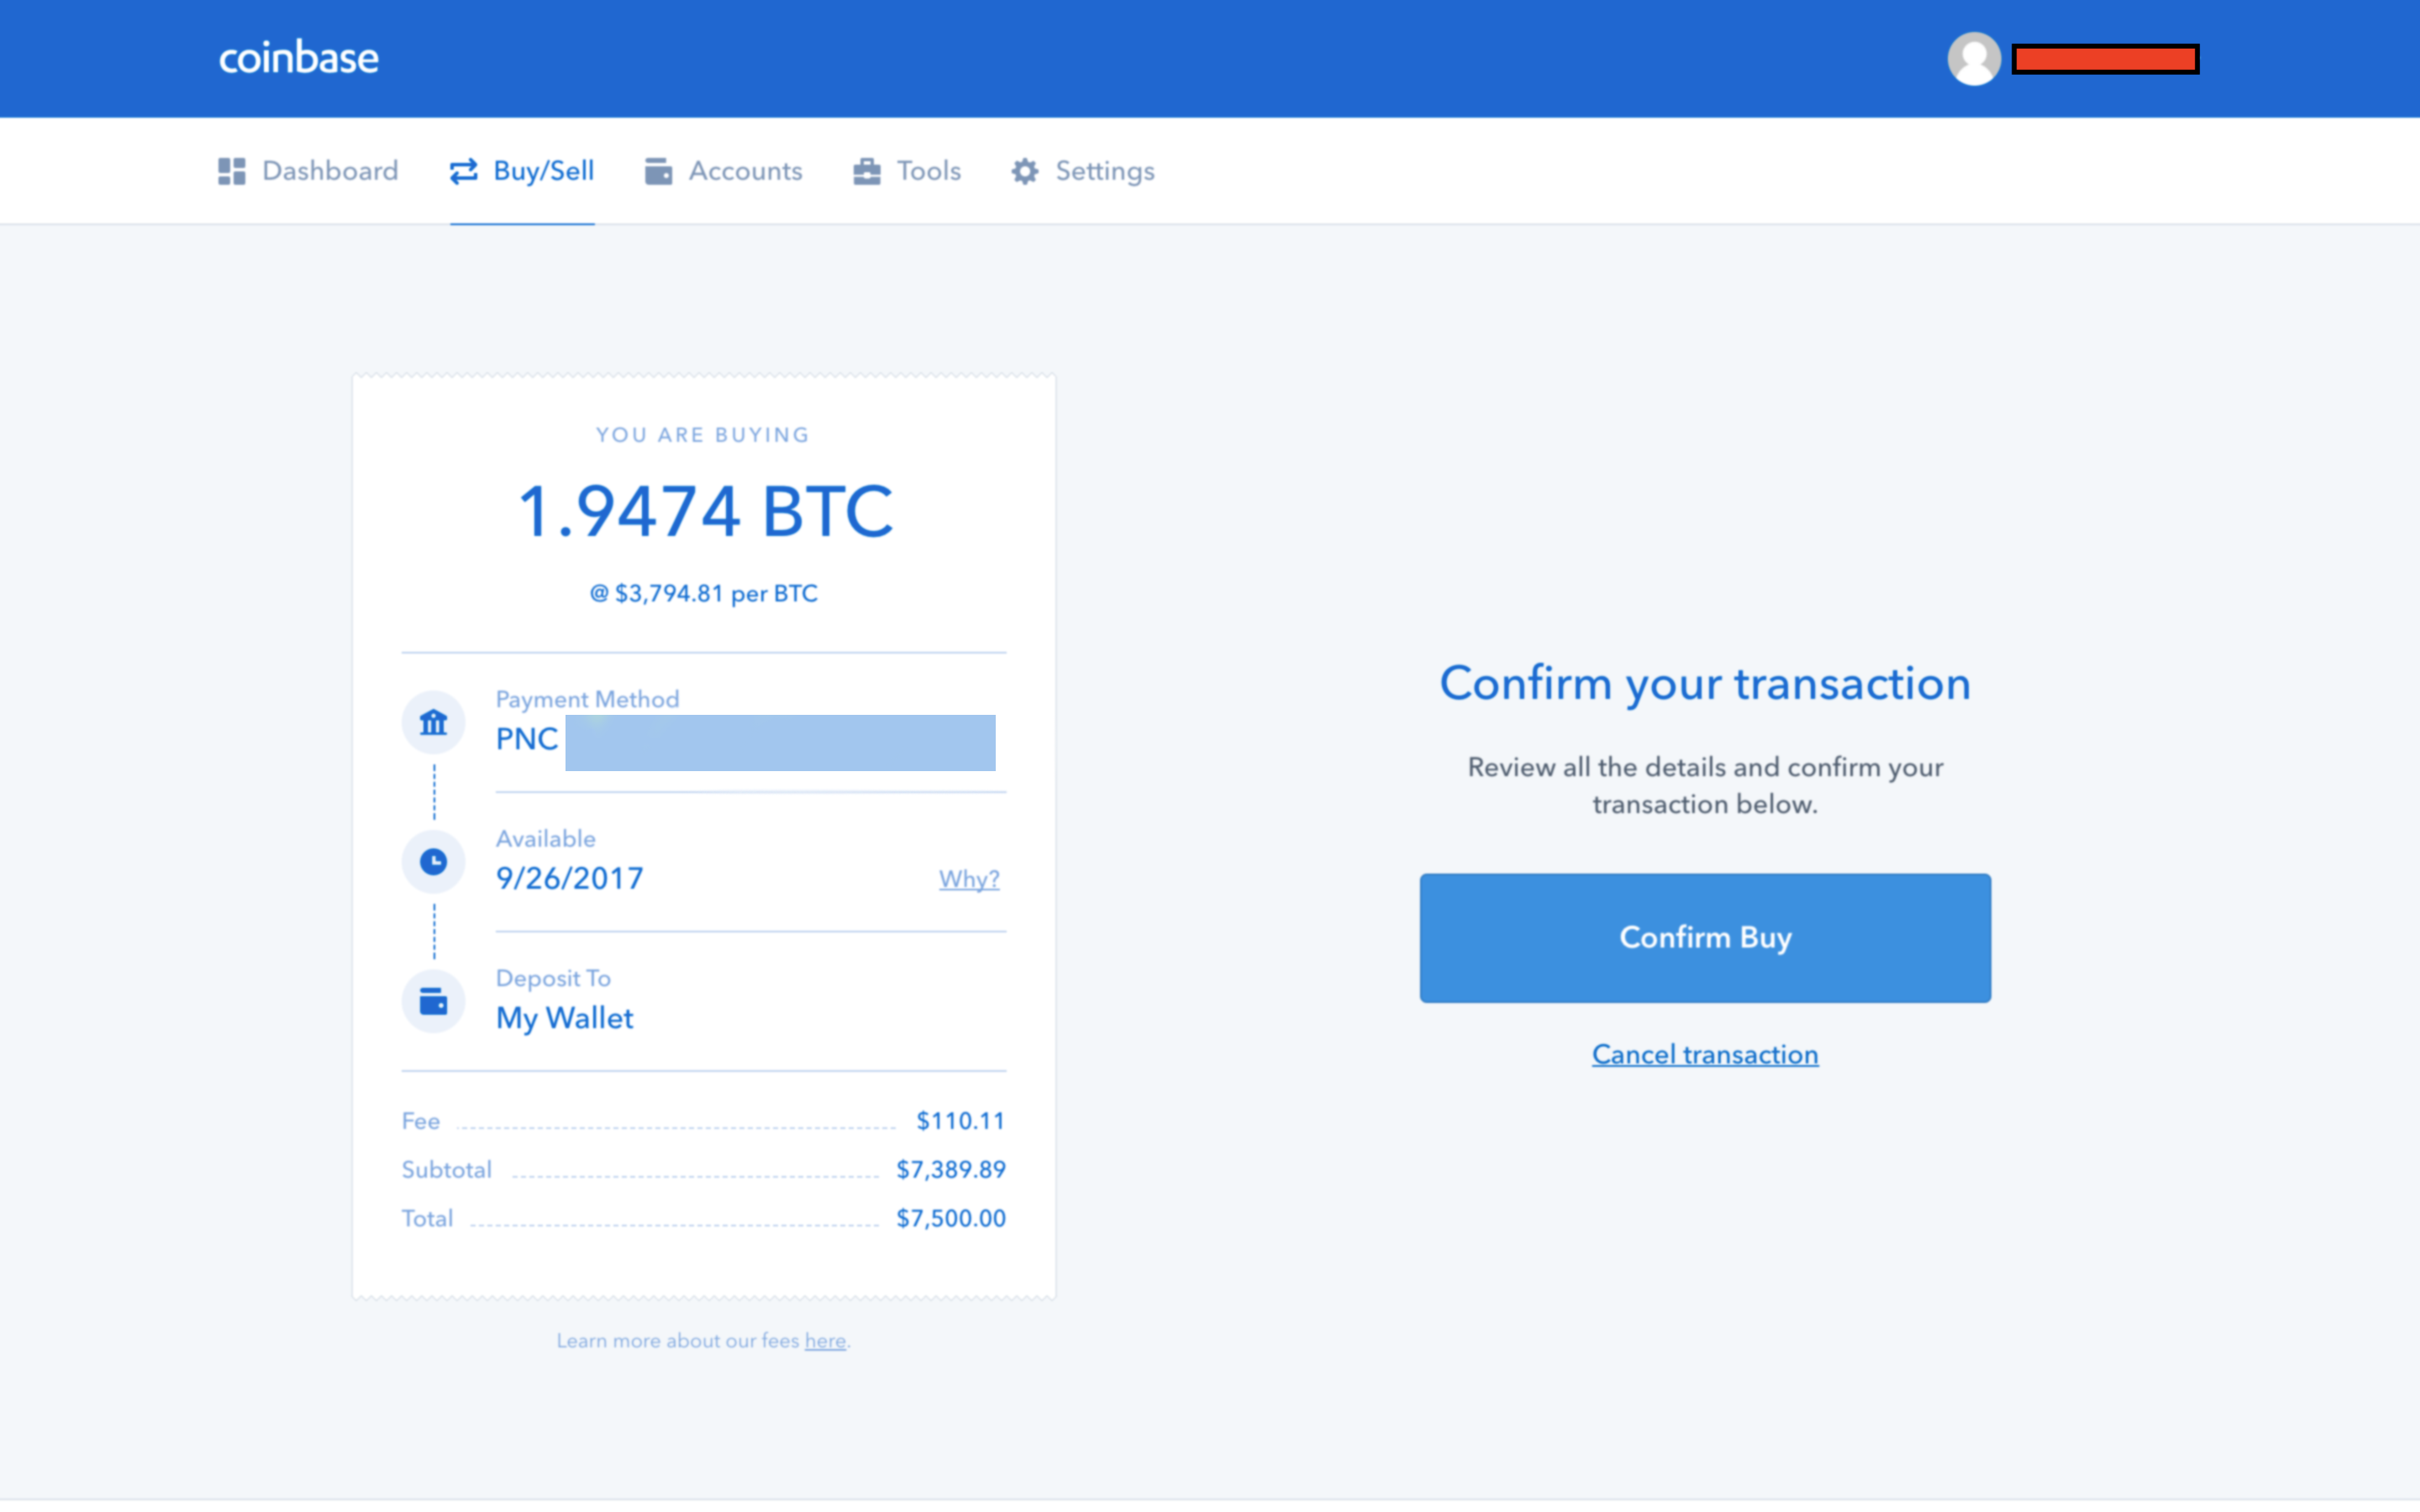 coinbase
Dashboard
Buy/Sell
Accounts
Tools
Settings
YOU ARE BUYING
1.9474 BTC
@ $3,794.81 per BTC
Payment Method
PNC
Available
9/26/2017 Why?
Deposit To
My Wallet
Fee $110.11
Subtotal $7,389.89
Total $7,500.00
Learn more about our fees here.
Confirm your transaction
Review all the details and confirm your
transaction below.
Confirm Buy
Cancel transaction